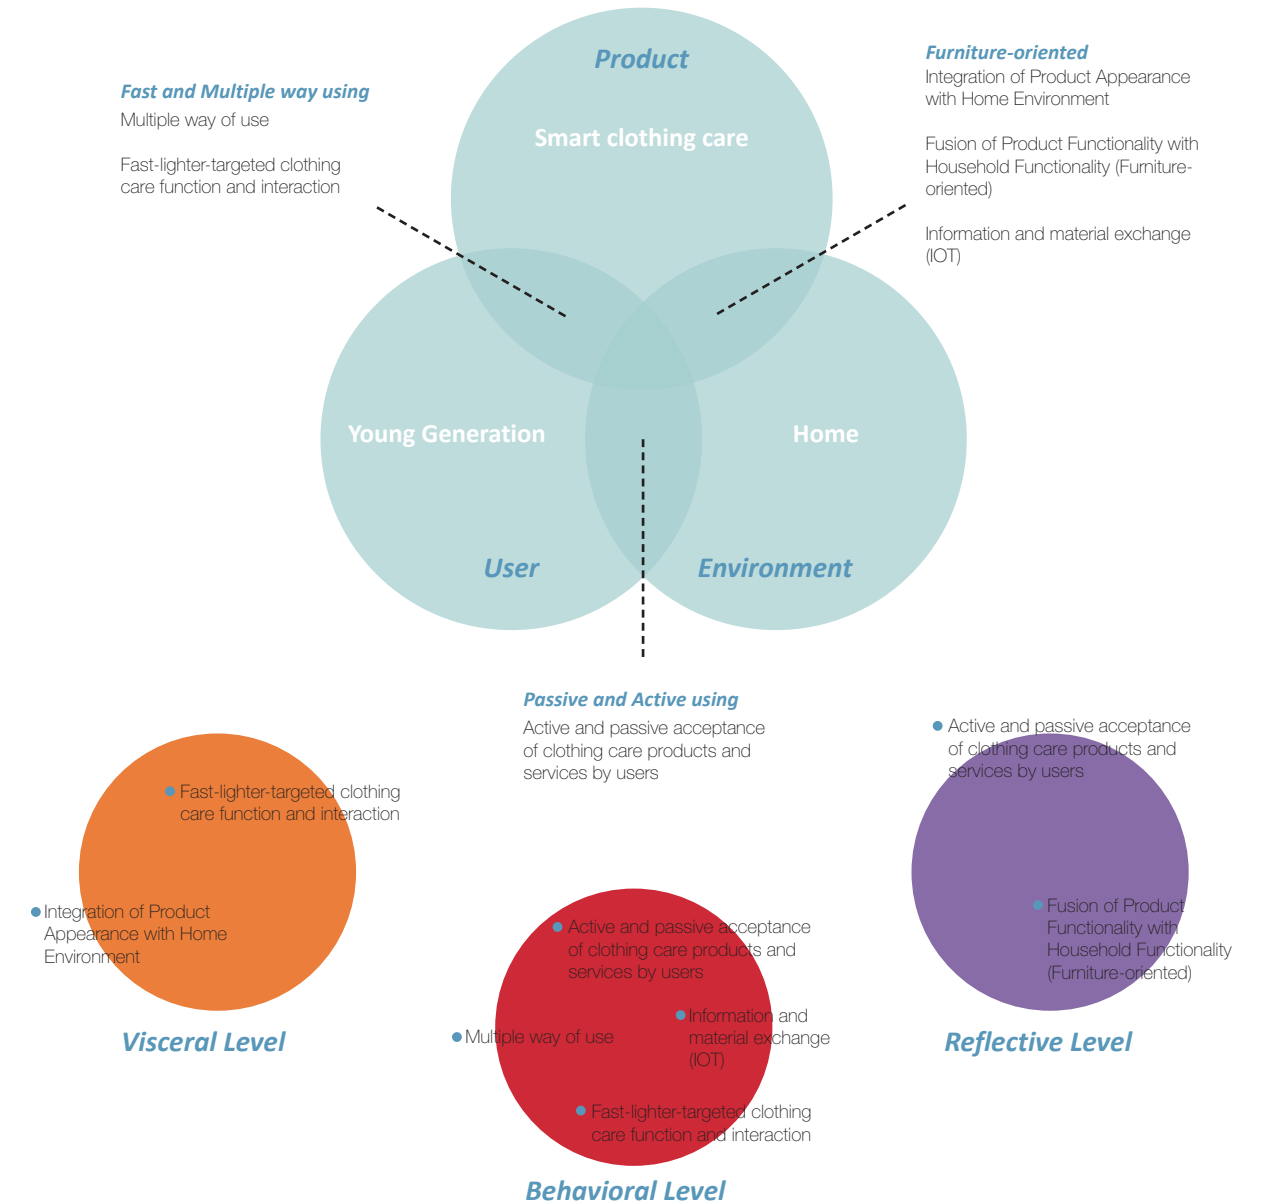 Product
Smart clothing care
Fast and Multiple way using
Multiple way of use
Fast-lighter-targeted clothing
care function and interaction
Furniture-oriented
Integration of Product Appearance
with Home Environment
Fusion of Product Functionality with
Household Functionality (Furniture-
oriented)
Information and material exchange
(IOT)
Young Generation
Home
User
Environment
Passive and Active using
Active and passive acceptance
of clothing care products and
services by users
Fast-lighter-targeted clothing
care function and interaction
Integration of Product
Appearance with Home
Environment
Visceral Level
Active and passive acceptance
of clothing care products and
services by users
Multiple way of use
Information and
material exchange
(IOT)
Fast-lighter-targeted clothing
care function and interaction
Behavioral Level
Active and passive acceptance
of clothing care products and
services by users
Fusion of Product
Functionality with
Household Functionality
(Furniture-oriented)
Reflective Level